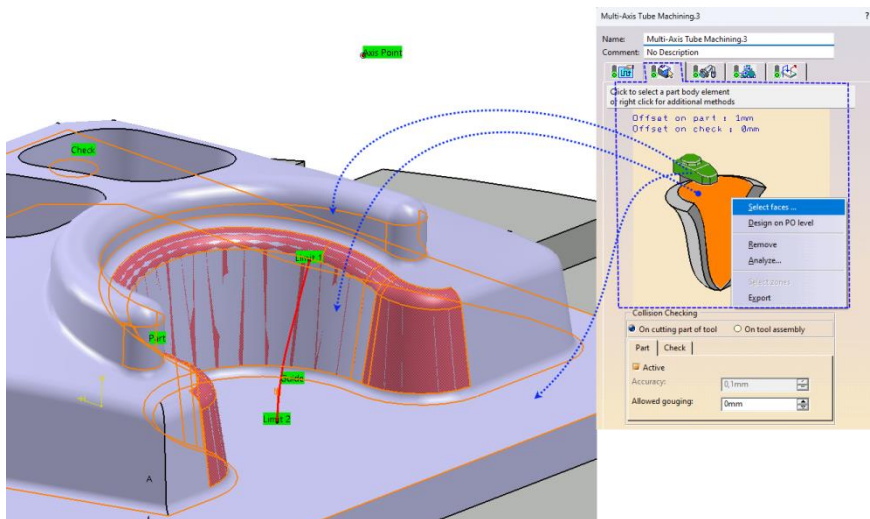 Axis Point
Check
Limit 1
Part
Guide
Limit 2
A
Multi-Axis Tube Machining.3
?
Name: Multi-Axis Tube Machining.3
Comment: No Description
Click to select a part body element
or right click for additional methods
Offset on part : 1mm
Offset on check : 0mm
Select faces ...
Design on PO level
Remove
Analyze...
Select zones
Export
Collision Checking
On cutting part of tool On tool assembly
Part Check
Active
Accuracy: 0,1mm
Allowed gouging: 0mm